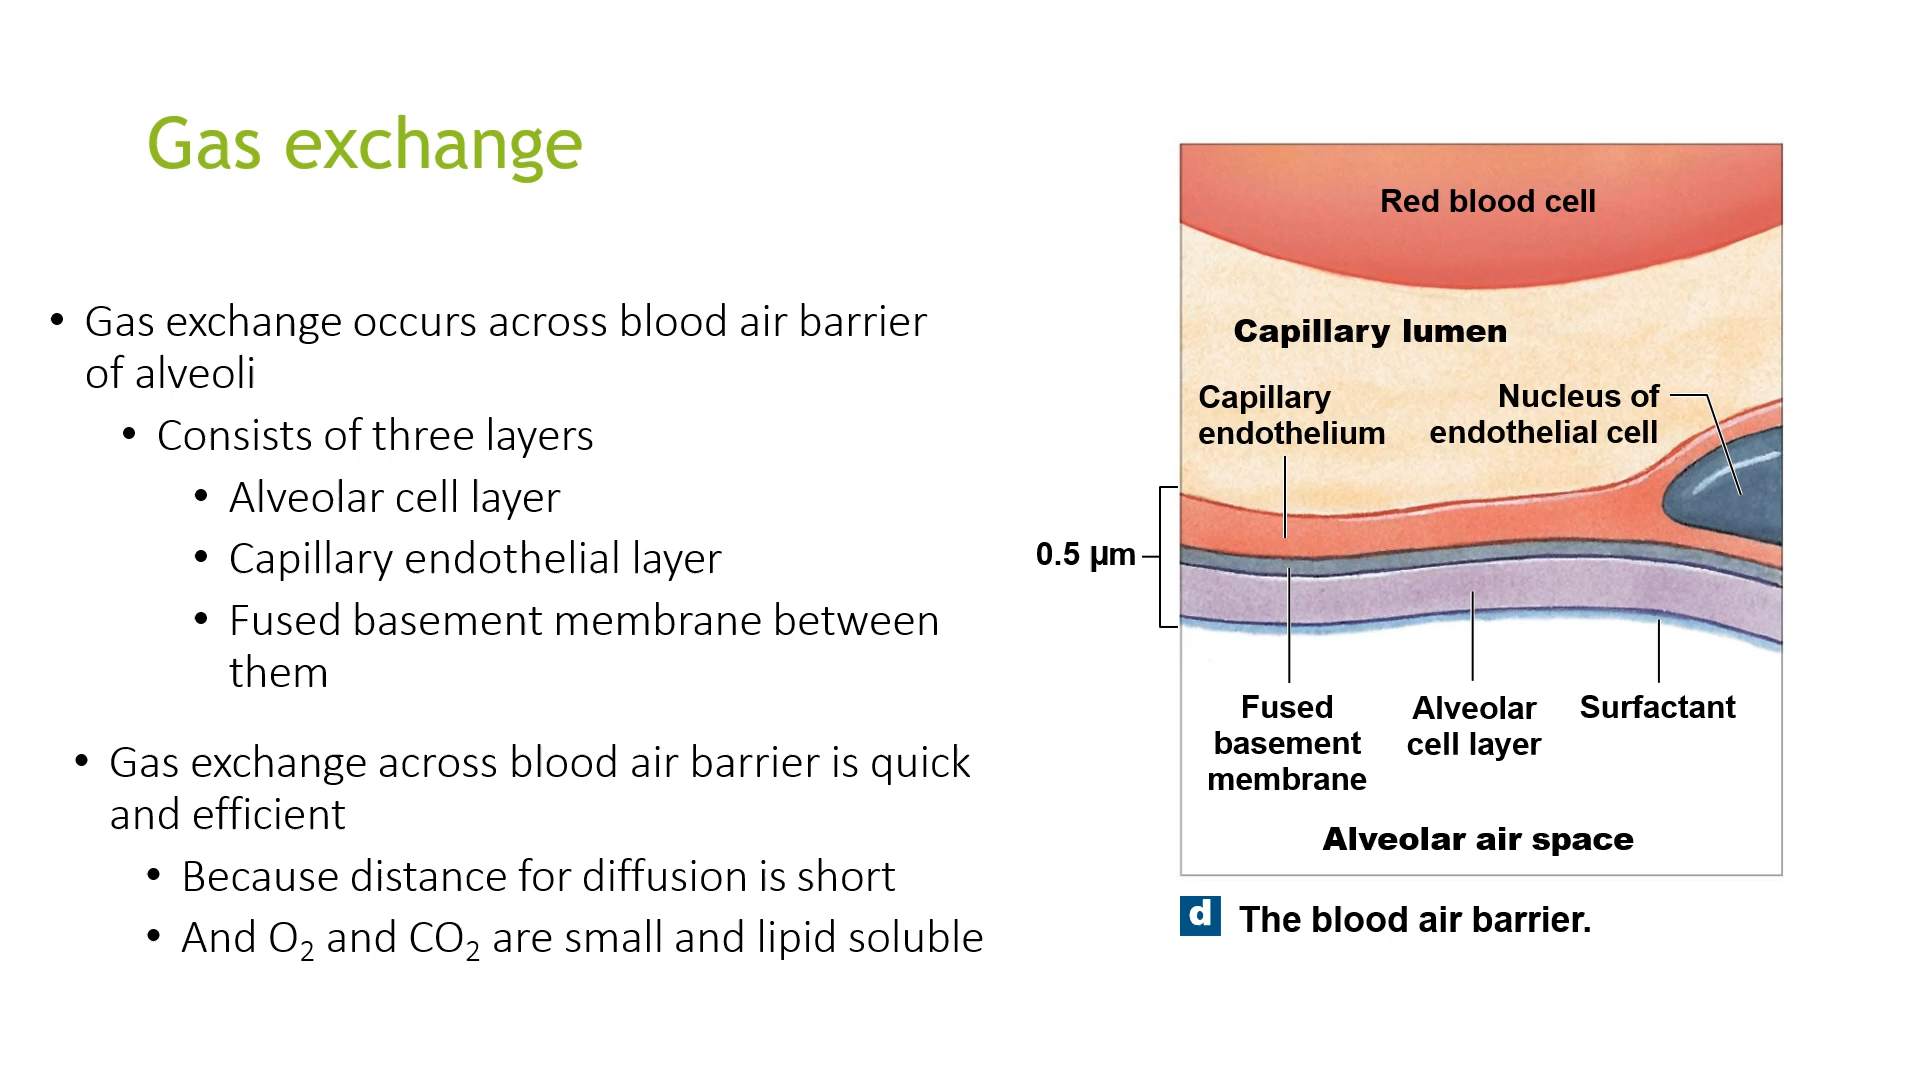 Gas exchange
• Gas exchange occurs across blood air barrier
of alveoli
• Consists of three layers
• Alveolar cell layer
• Capillary endothelial layer
• Fused basement membrane between
them
• Gas exchange across blood air barrier is quick
and efficient
• Because distance for diffusion is short
• And O₂ and CO₂ are small and lipid soluble
Red blood cell
Capillary lumen
Capillary
endothelium
Nucleus of
endothelial cell
0.5 µm
Fused
basement
membrane
Alveolar
cell layer
Surfactant
Alveolar air space
d The blood air barrier.